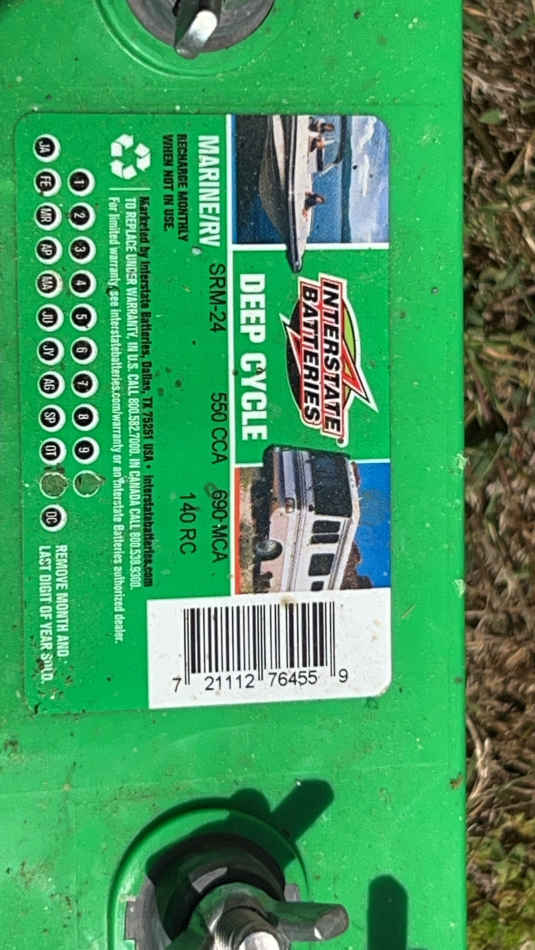 INTERSTATE
BATTERIES
DEEP CYCLE
MARINE/RV
RECHARGE MONTHLY
WHEN NOT IN USE.
SRM-24
550 CCA
690 MCA
140 RC
Marketed by Interstate Batteries, Dallas, TX 75251 USA • interstatebatteries.com
TO REPLACE UNDER WARRANTY, IN U.S. CALL 800.582.7000. IN CANADA CALL 800.539.9300.
For limited warranty, see interstatebatteries.com/warranty or an Interstate Batteries authorized dealer.
1 2 3 4 5 6 7 8 9
JA FE MR AP MA JU JY AG SP OT DC
REMOVE MONTH AND
LAST DIGIT OF YEAR SOLD.
7 21112 76455 9